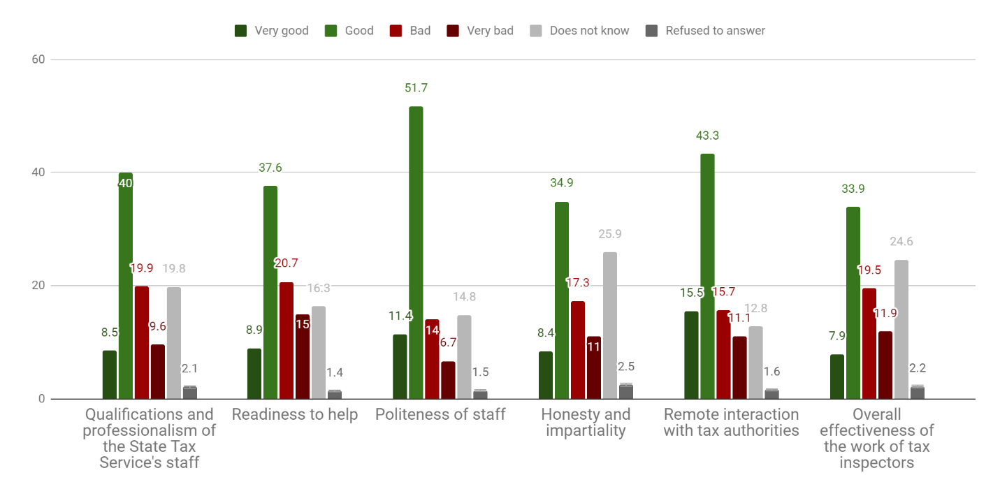 Very good Good Bad Very bad Does not know Refused to answer
60
51.7
43.3
40
40
37.6
34.9
33.9
25.9
24.6
20
19.9
19.8
20.7
16.3
14.8
17.3
15.5
15.7
12.8
19.5
8.5
9.6
2.1
8.9
15
1.4
11.4
14
6.7
1.5
8.4
11
2.5
11.1
1.6
7.9
11.9
2.2
0
Qualifications and
professionalism of
the State Tax
Service's staff
Readiness to help
Politeness of staff
Honesty and
impartiality
Remote interaction
with tax authorities
Overall
effectiveness of
the work of tax
inspectors